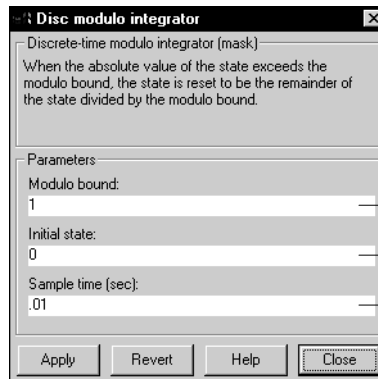 Disc modulo integrator
Discrete-time modulo integrator (mask)
When the absolute value of the state exceeds the
modulo bound, the state is reset to be the remainder of
the state divided by the modulo bound.
Parameters
Modulo bound:
1
Initial state:
0
Sample time (sec):
.01
Apply Revert Help Close